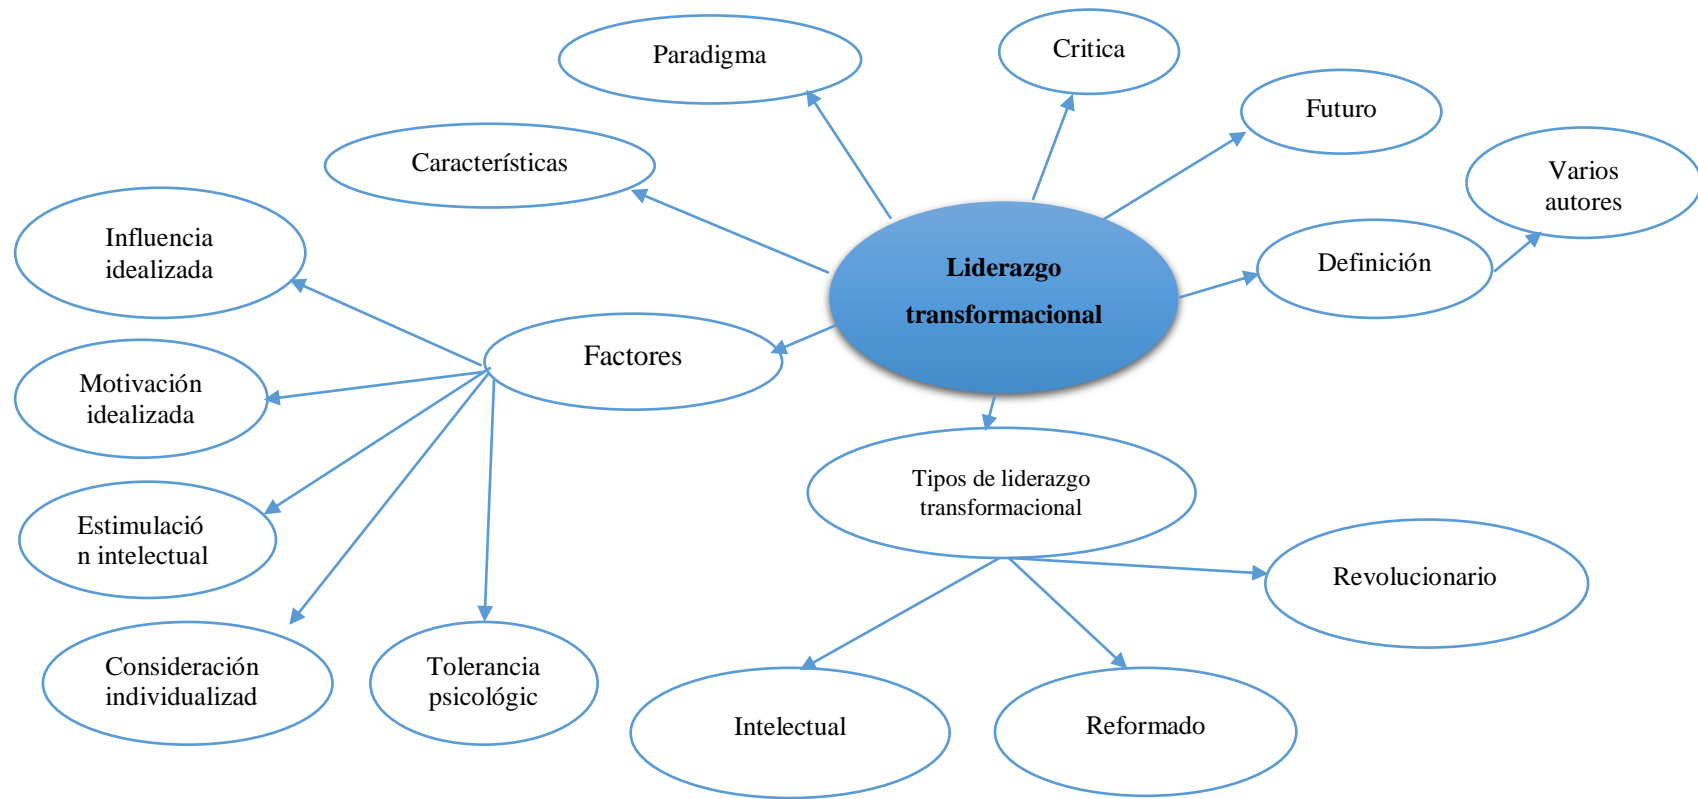 Paradigma
Critica
Futuro
Características
Varios
autores
Influencia
idealizada
Liderazgo
transformacional
Definición
Factores
Motivación
idealizada
Tipos de liderazgo
transformacional
Estimulació
n intelectual
Revolucionario
Consideración
individualizad
Tolerancia
psicológic
Intelectual
Reformado